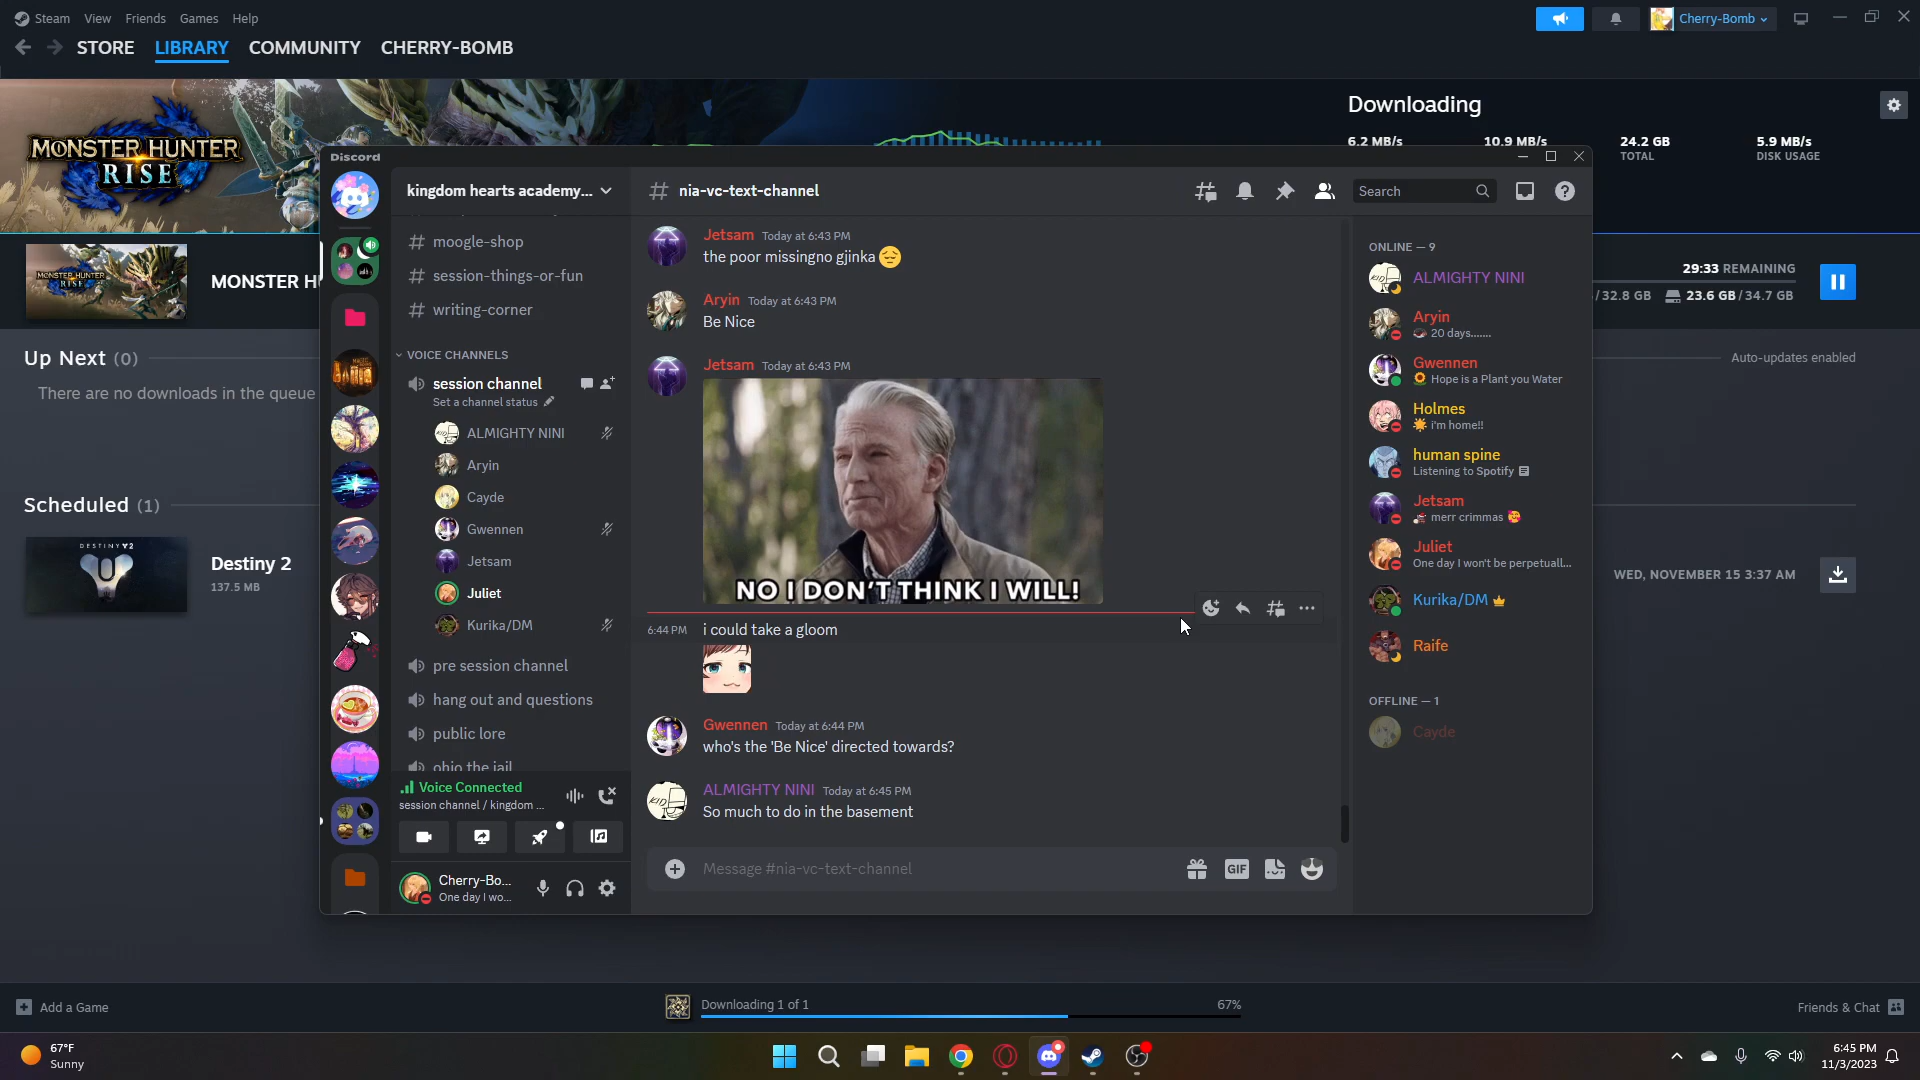 Steam View Friends Games Help
Cherry-Bomb
STORE LIBRARY COMMUNITY CHERRY-BOMB
MONSTER HUNTER
RISE
Downloading
6.2 MB/s 10.9 MB/s 24.2 GB 5.9 MB/s
TOTAL DISK USAGE
MONSTER HUNTER
RISE
MONSTER H
29:33 REMAINING
/ 32.8 GB 23.6 GB / 34.7 GB
Up Next (0)
Auto-updates enabled
There are no downloads in the queue
Scheduled (1)
DESTINY 2
Destiny 2
137.5 MB
WED, NOVEMBER 15 3:37 AM
Discord
kingdom hearts academy...
# moogle-shop
# session-things-or-fun
# writing-corner
VOICE CHANNELS
session channel
Set a channel status
ALMIGHTY NINI
Aryin
Cayde
Gwennen
Jetsam
Juliet
Kurika/DM
pre session channel
hang out and questions
public lore
ohio the jail
Voice Connected
session channel / kingdom ...
Cherry-Bo...
One day I wo...
# nia-vc-text-channel
Search
Jetsam Today at 6:43 PM
the poor missingno gjinka 😔
Aryin Today at 6:43 PM
Be Nice
Jetsam Today at 6:43 PM
NO I DON'T THINK I WILL!
6:44 PM i could take a gloom
Gwennen Today at 6:44 PM
who's the 'Be Nice' directed towards?
KID
ALMIGHTY NINI Today at 6:45 PM
So much to do in the basement
Message #nia-vc-text-channel
GIF
ONLINE — 9
ALMIGHTY NINI
Aryin
20 days.......
Gwennen
🌻 Hope is a Plant you Water
Holmes
i'm home!!
human spine
Listening to Spotify
Jetsam
merr crimmas 🥰
Juliet
One day I won't be perpetuall...
Kurika/DM
Raife
OFFLINE — 1
Cayde
Add a Game
Downloading 1 of 1 67%
Friends & Chat
67°F
Sunny
6:45 PM
11/3/2023